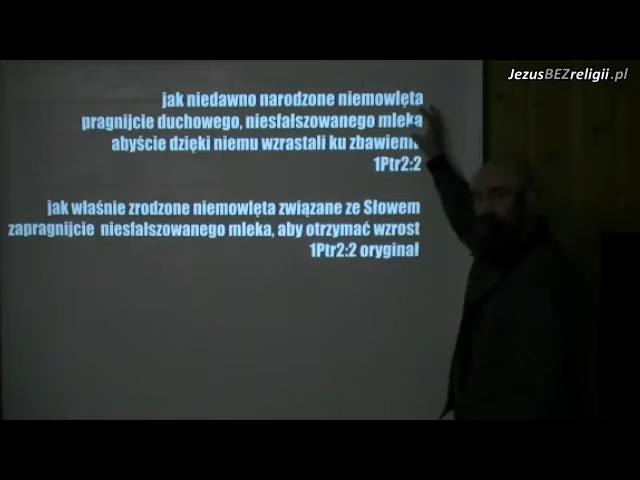 JezusBEZreligii.pl
jak niedawno narodzone niemowlęta
pragnijcie duchowego, niesfałszowanego mleka
abyście dzięki niemu wzrastali ku zbawieniu
1Ptr2:2
jak właśnie zrodzone niemowlęta związane ze Słowem
zapragnijcie niesfałszowanego mleka, aby otrzymać wzrost
1Ptr2:2 oryginał